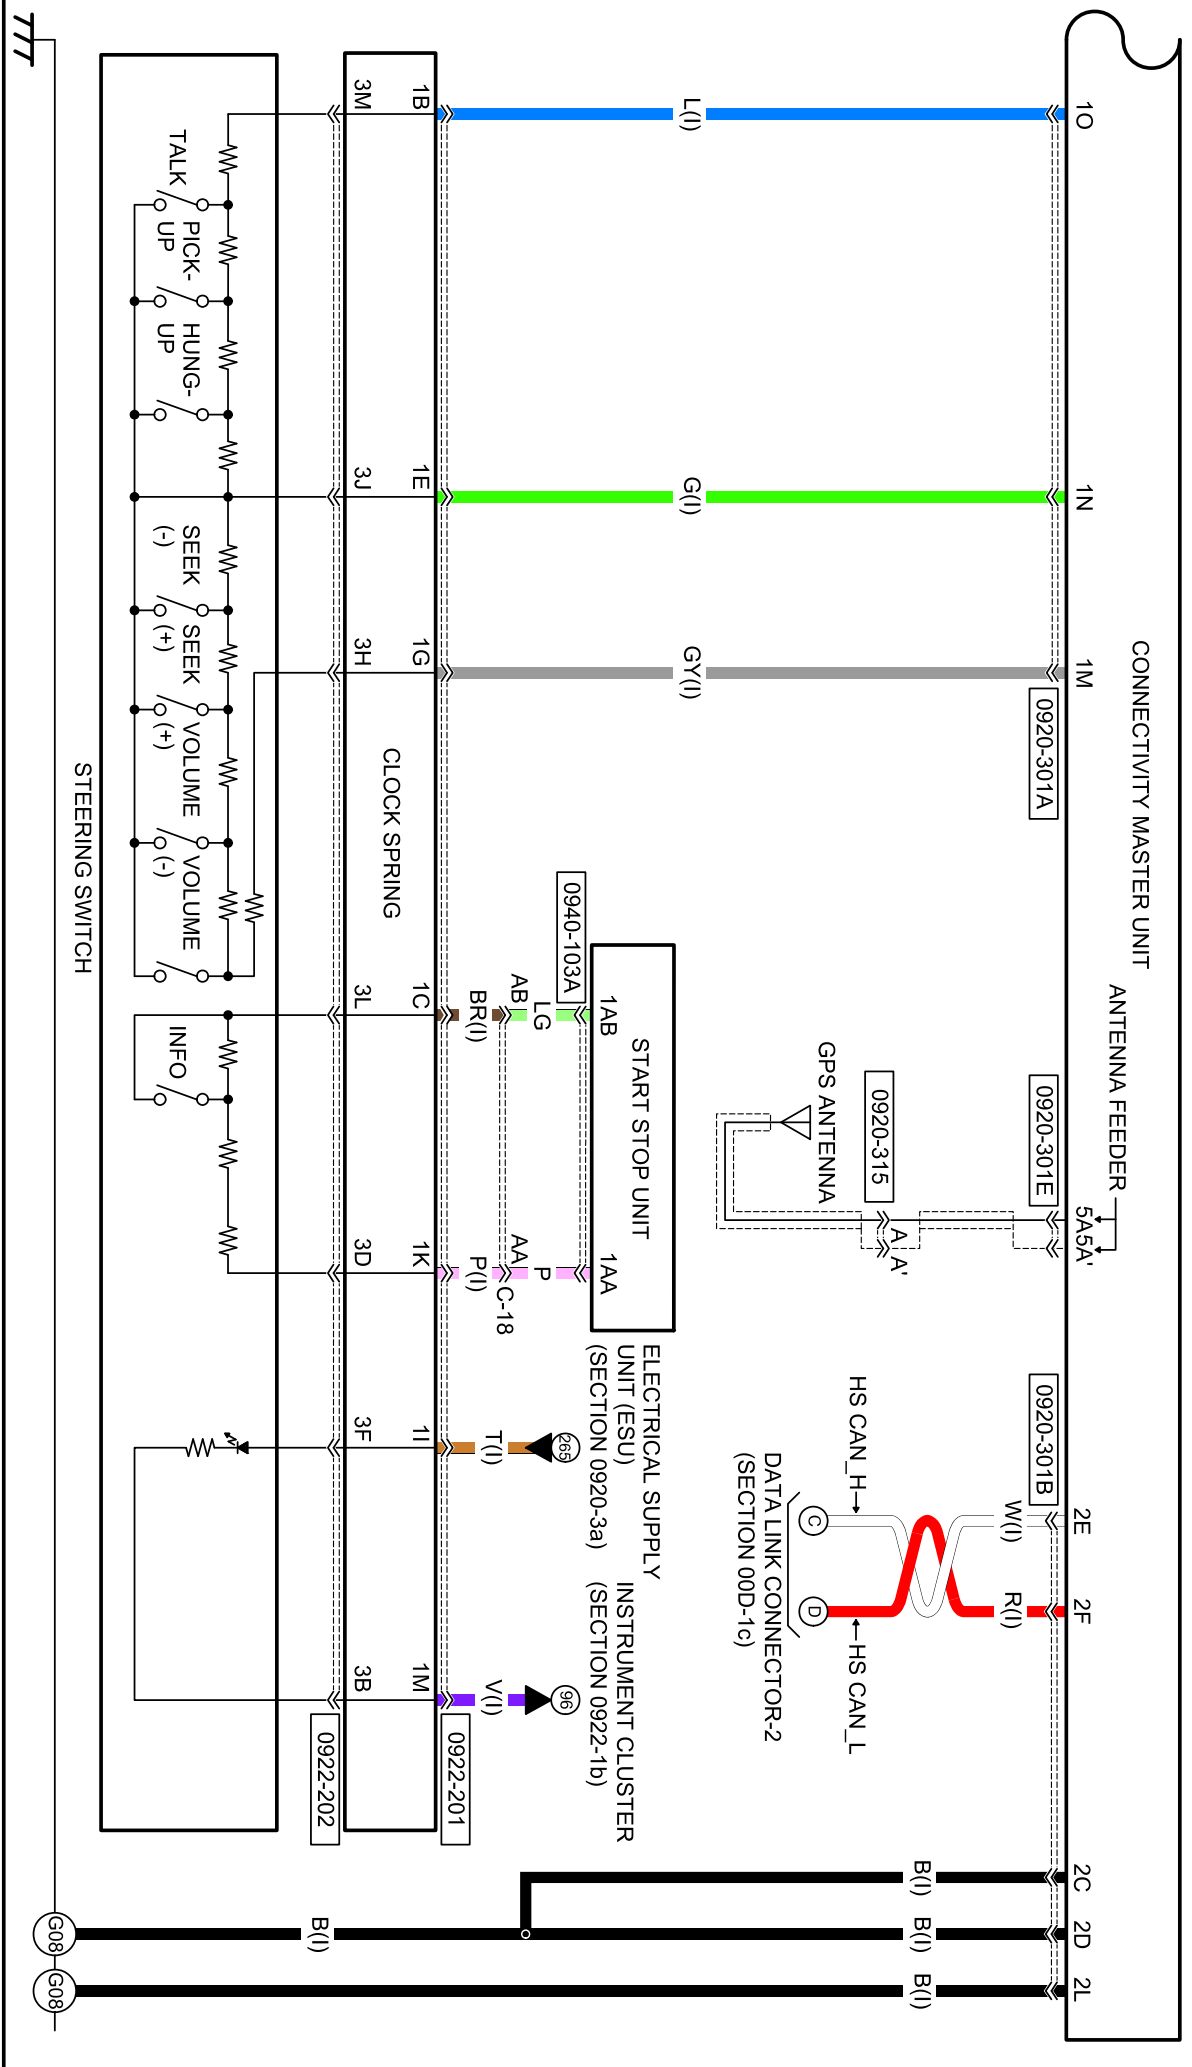 CONNECTIVITY MASTER UNIT
ANTENNA FEEDER
1O
1N
1M
5A
5A'
2E
2F
2C
2D
2L
0920-301A
0920-301E
0920-301B
L(I)
G(I)
GY(I)
W(I)
R(I)
B(I)
B(I)
B(I)
0920-315
A
A'
GPS ANTENNA
HS CAN_H
HS CAN_L
C
D
DATA LINK CONNECTOR-2
(SECTION 00D-1c)
START STOP UNIT
1AB
1AA
0940-103A
LG
P
AB
AA
C-18
BR(I)
P(I)
ELECTRICAL SUPPLY
UNIT (ESU)
(SECTION 0920-3a)
265
T(I)
INSTRUMENT CLUSTER
(SECTION 0922-1b)
96
V(I)
0922-201
1B
1E
1G
1C
1K
1I
1M
CLOCK SPRING
3M
3J
3H
3L
3D
3F
3B
0922-202
B(I)
TALK
PICK-
UP
HUNG-
UP
SEEK
(-)
SEEK
(+)
VOLUME
(+)
VOLUME
(-)
INFO
STEERING SWITCH
G08
G08